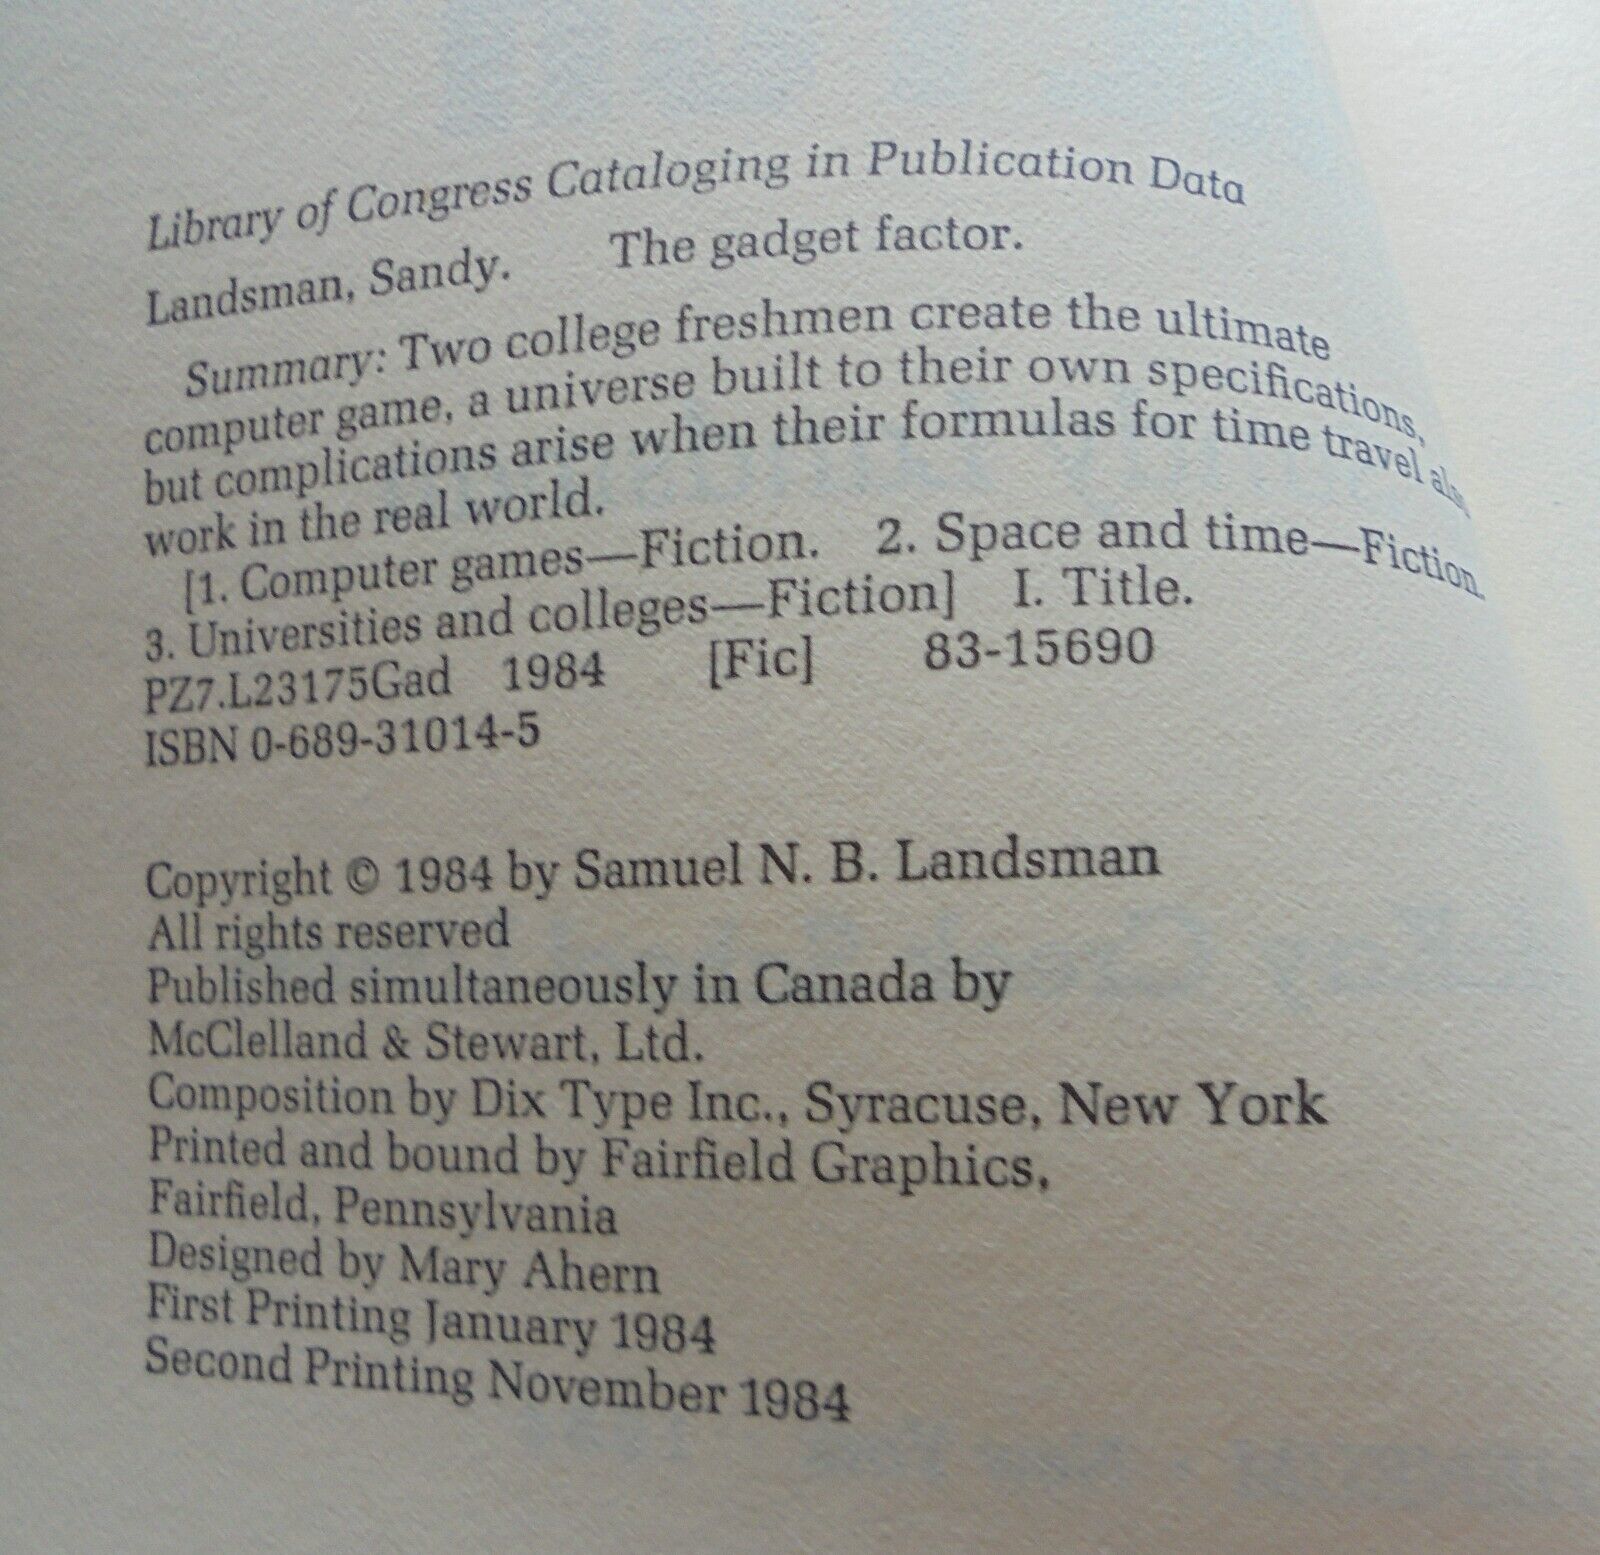 Library of Congress Cataloging in Publication Data
Landsman, Sandy. The gadget factor.
Summary: Two college freshmen create the ultimate
computer game, a universe built to their own specifications,
but complications arise when their formulas for time travel also
work in the real world.
[1. Computer games—Fiction. 2. Space and time—Fiction.
3. Universities and colleges—Fiction] I. Title.
PZ7.L23175Gad 1984 [Fic] 83-15690
ISBN 0-689-31014-5
Copyright © 1984 by Samuel N. B. Landsman
All rights reserved
Published simultaneously in Canada by
McClelland & Stewart, Ltd.
Composition by Dix Type Inc., Syracuse, New York
Printed and bound by Fairfield Graphics,
Fairfield, Pennsylvania
Designed by Mary Ahern
First Printing January 1984
Second Printing November 1984